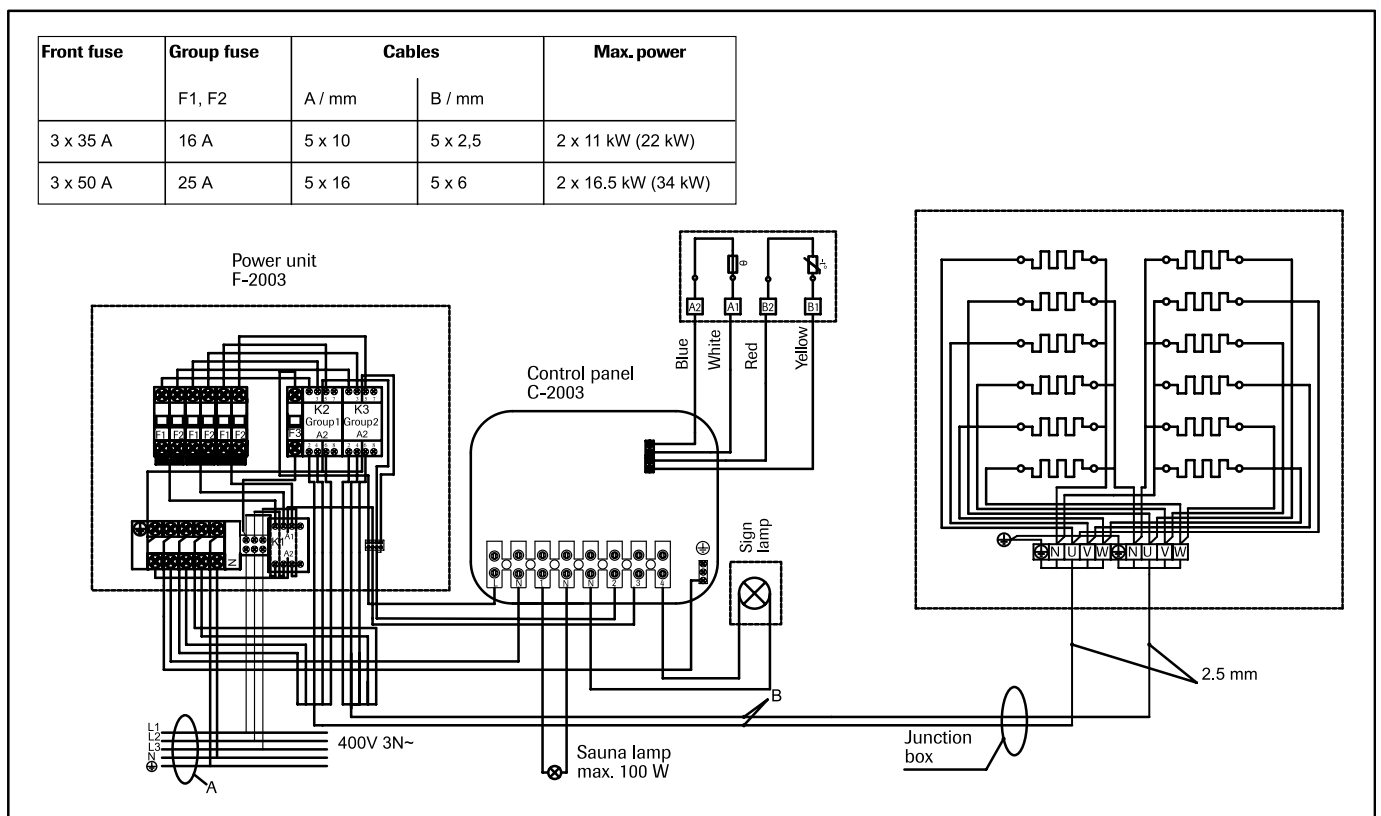 Front fuse Group fuse Cables Max. power
F1, F2 A / mm B / mm
3 x 35 A 16 A 5 x 10 5 x 2,5 2 x 11 kW (22 kW)
3 x 50 A 25 A 5 x 16 5 x 6 2 x 16.5 kW (34 kW)
Power unit
F-2003
F1 F2 F1 F2 F1 F2
F3
K2
Group1
A2
K3
Group2
A2
N
K1
A1
A2
L1
L2
L3
N
A
400V 3N~
Control panel
C-2003
A2 A1 B2 B1
θ
Blue
White
Red
Yellow
L N 1 N N 2 3 4
Sign
lamp
B
Sauna lamp
max. 100 W
N U V W N U V W
2.5 mm
Junction
box